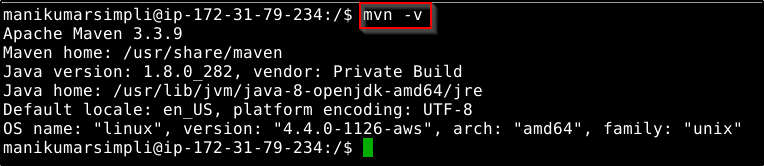 manikumarsimpli@ip-172-31-79-234:/$ mvn -v
Apache Maven 3.3.9
Maven home: /usr/share/maven
Java version: 1.8.0_282, vendor: Private Build
Java home: /usr/lib/jvm/java-8-openjdk-amd64/jre
Default locale: en_US, platform encoding: UTF-8
OS name: "linux", version: "4.4.0-1126-aws", arch: "amd64", family: "unix"
manikumarsimpli@ip-172-31-79-234:/$